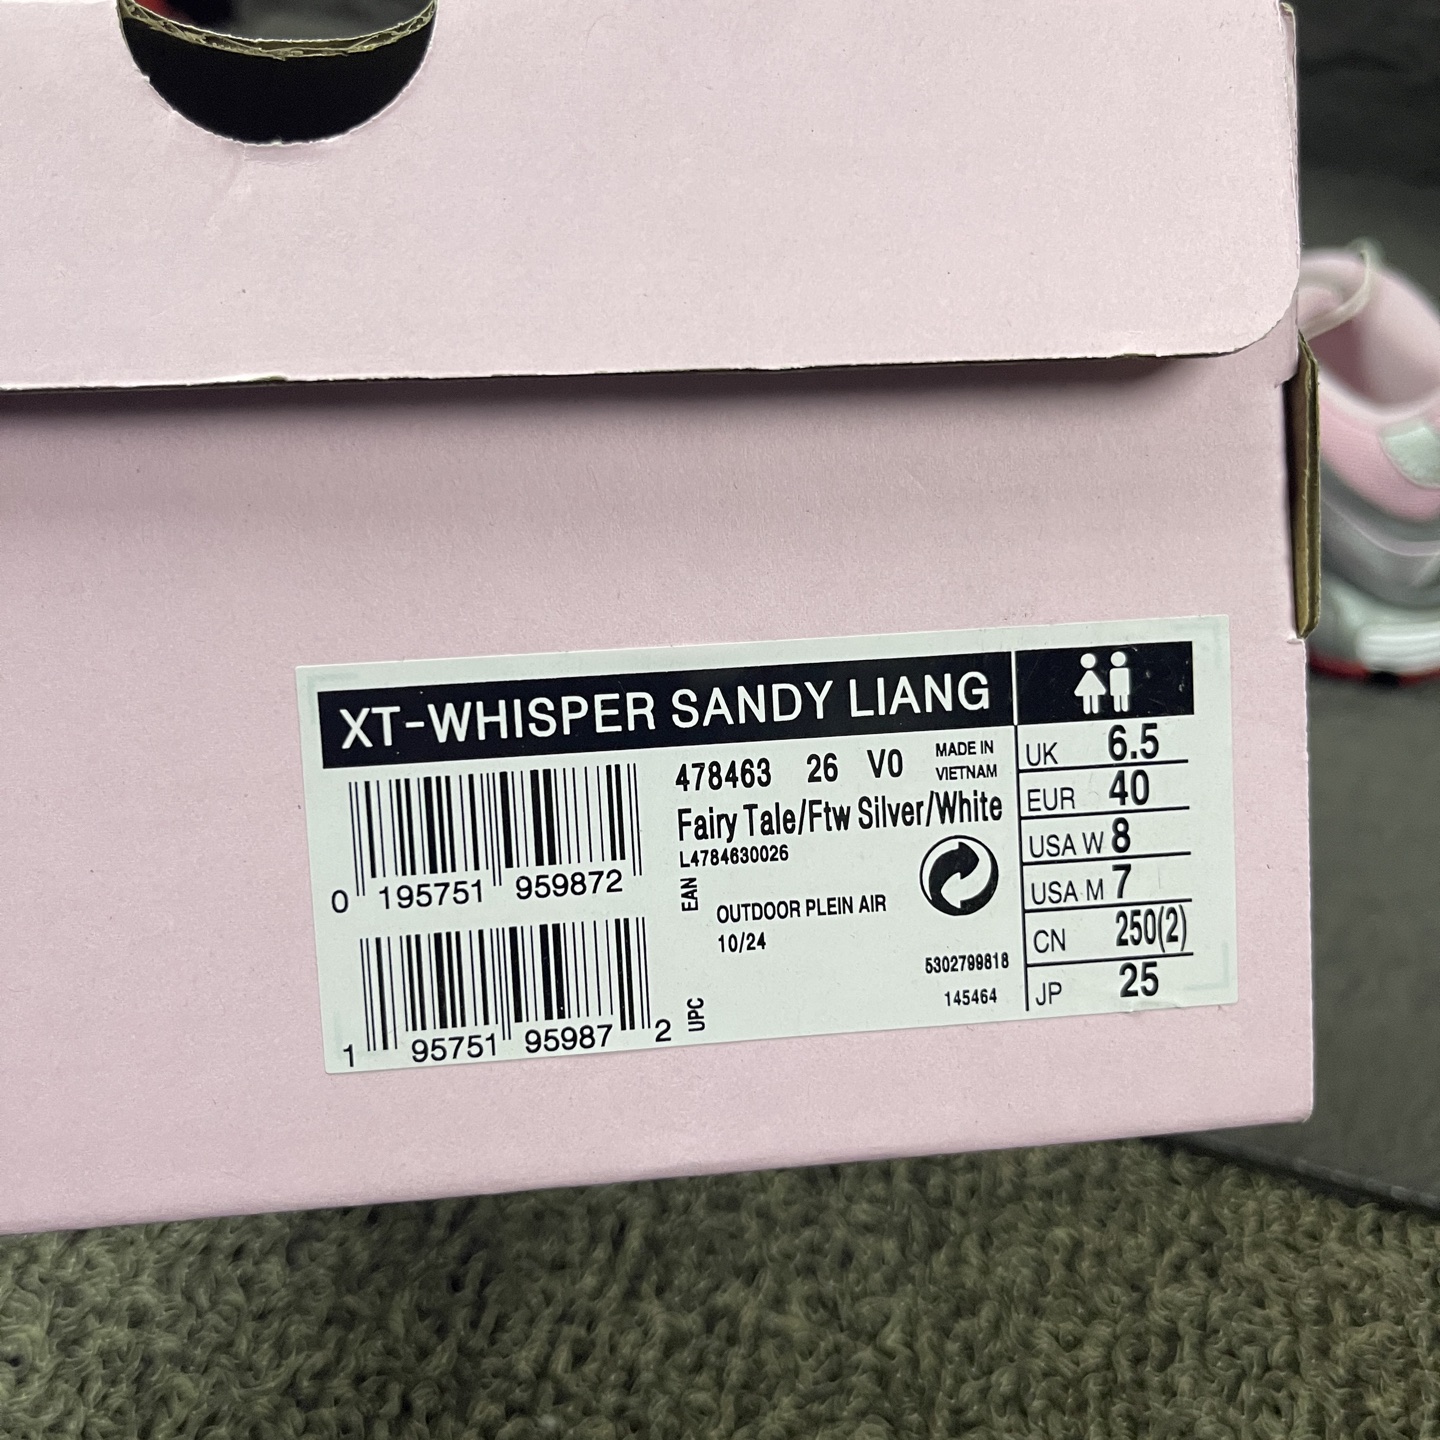 XT-WHISPER SANDY LIANG
478463 26 V0 MADE IN VIETNAM
Fairy Tale/Ftw Silver/White
L4784630026
0 195751 959872
EAN
OUTDOOR PLEIN AIR
10/24
5302799818
145464
1 95751 95987 2
UPC
UK 6.5
EUR 40
USA W 8
USA M 7
CN 250(2)
JP 25